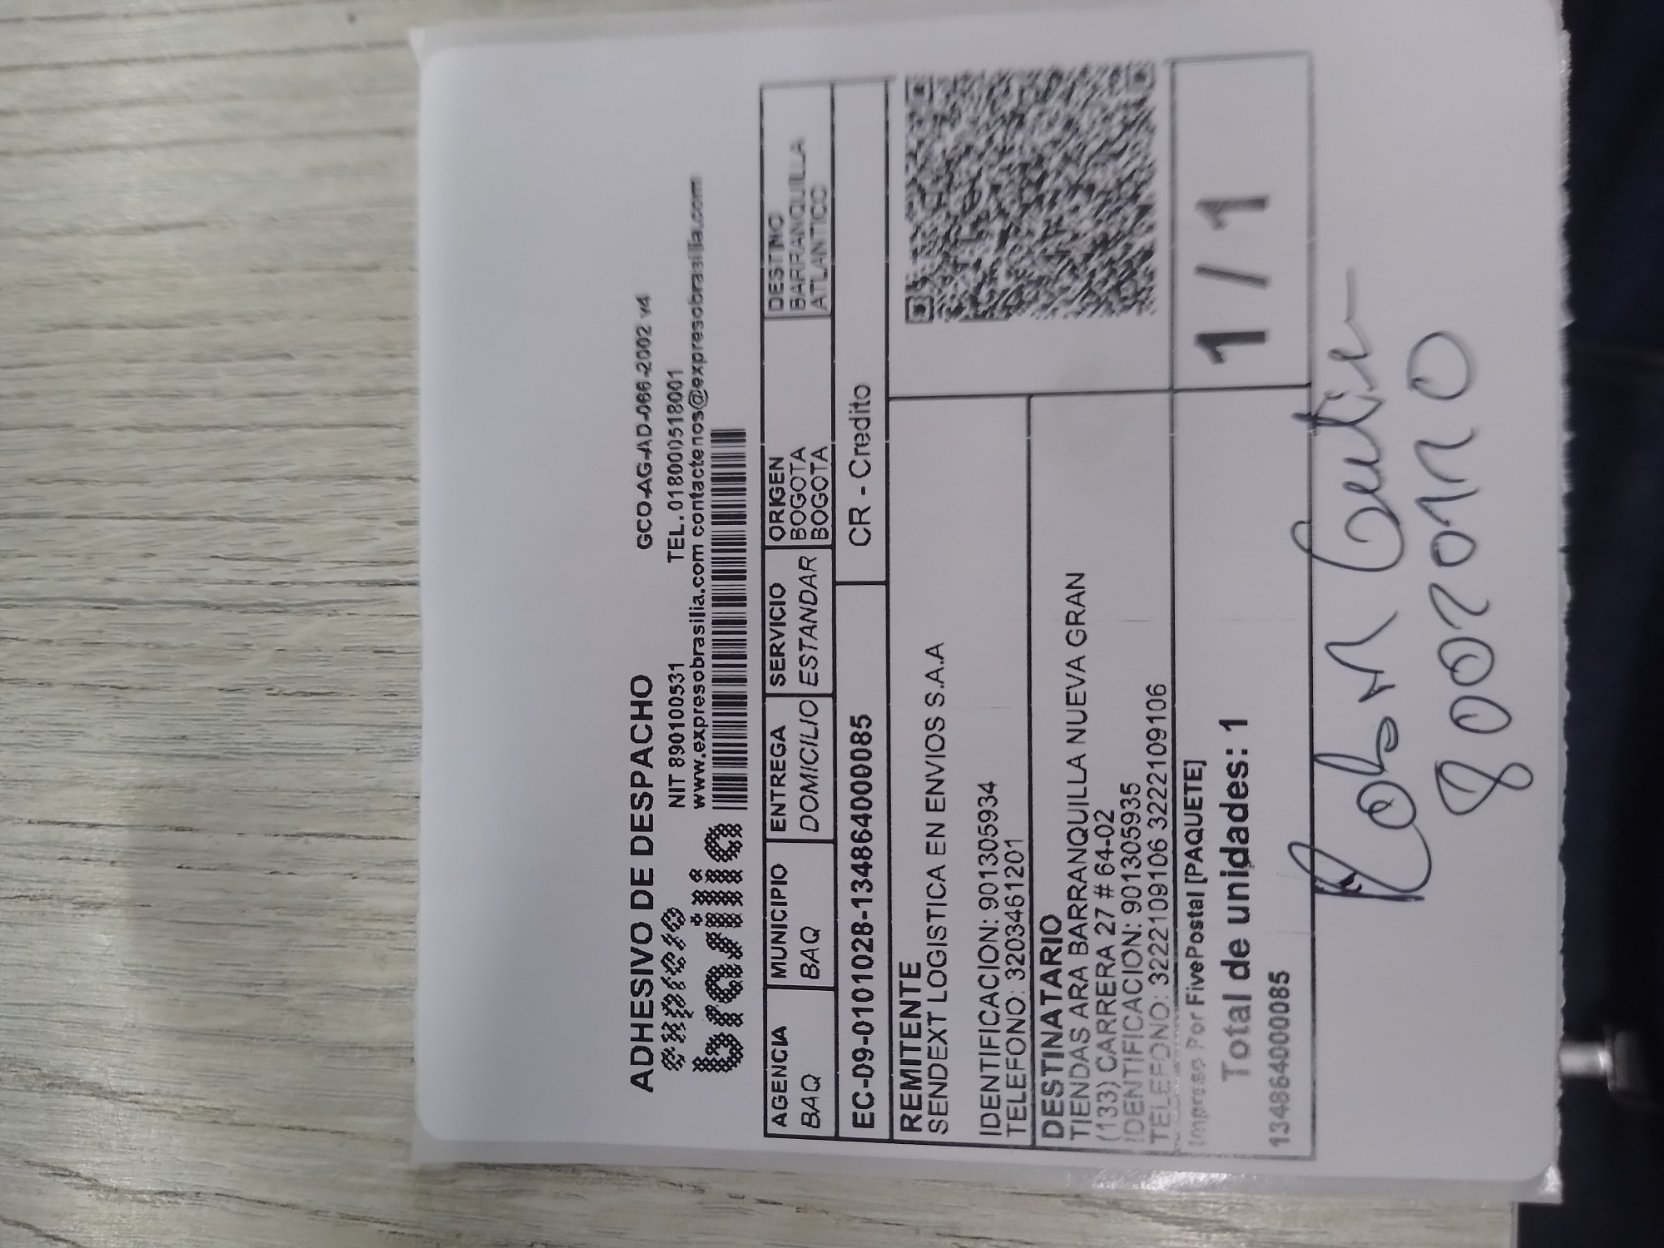 ADHESIVO DE DESPACHO
GCO-AG-AD-066-2002 v4
expreso
brasilia
NIT 890100531 TEL. 018000518001
www.expresobrasilia.com contactenos@expresobrasilia.com
AGENCIA MUNICIPIO ENTREGA SERVICIO ORIGEN DESTINO
BAQ BAQ DOMICILIO ESTANDAR BOGOTA BARRANQUILLA
BOGOTA ATLANTICO
EC-09-0101028-134864000085 CR - Credito
REMITENTE
SENDEXT LOGISTICA EN ENVIOS S.A.A
IDENTIFICACION: 901305934
TELEFONO: 3203461201
DESTINATARIO
TIENDAS ARA BARRANQUILLA NUEVA GRAN
(133) CARRERA 27 # 64-02
IDENTIFICACION: 901305935
TELEFONO: 3222109106 3222109106
Impreso Por FivePostal [PAQUETE]
Total de unidades: 1
1 / 1
134864000085